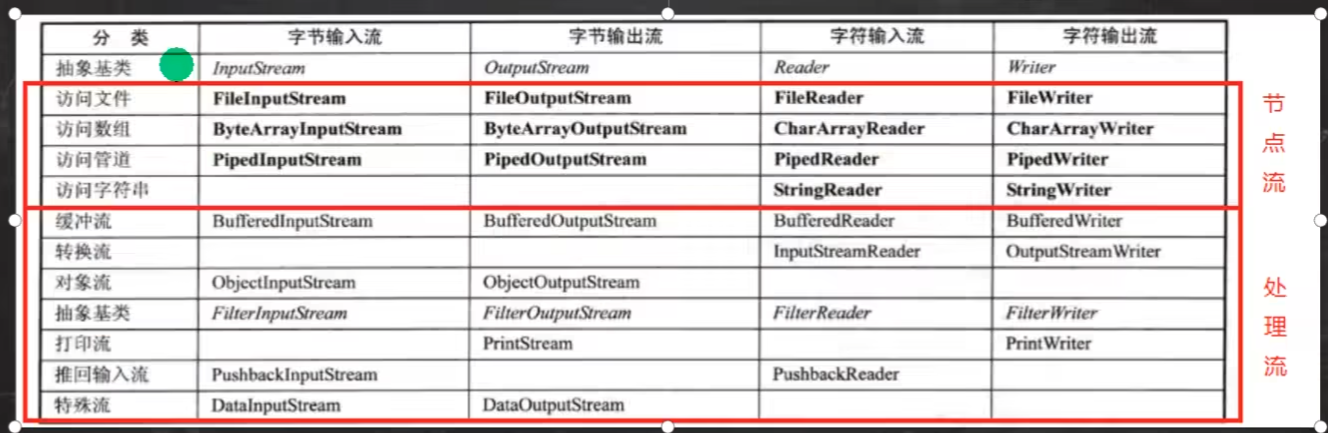 分 类 字节输入流 字节输出流 字符输入流 字符输出流
抽象基类 InputStream OutputStream Reader Writer
访问文件 FileInputStream FileOutputStream FileReader FileWriter
访问数组 ByteArrayInputStream ByteArrayOutputStream CharArrayReader CharArrayWriter
访问管道 PipedInputStream PipedOutputStream PipedReader PipedWriter
访问字符串 StringReader StringWriter
缓冲流 BufferedInputStream BufferedOutputStream BufferedReader BufferedWriter
转换流 InputStreamReader OutputStreamWriter
对象流 ObjectInputStream ObjectOutputStream
抽象基类 FilterInputStream FilterOutputStream FilterReader FilterWriter
打印流 PrintStream PrintWriter
推回输入流 PushbackInputStream PushbackReader
特殊流 DataInputStream DataOutputStream
节点流
处理流